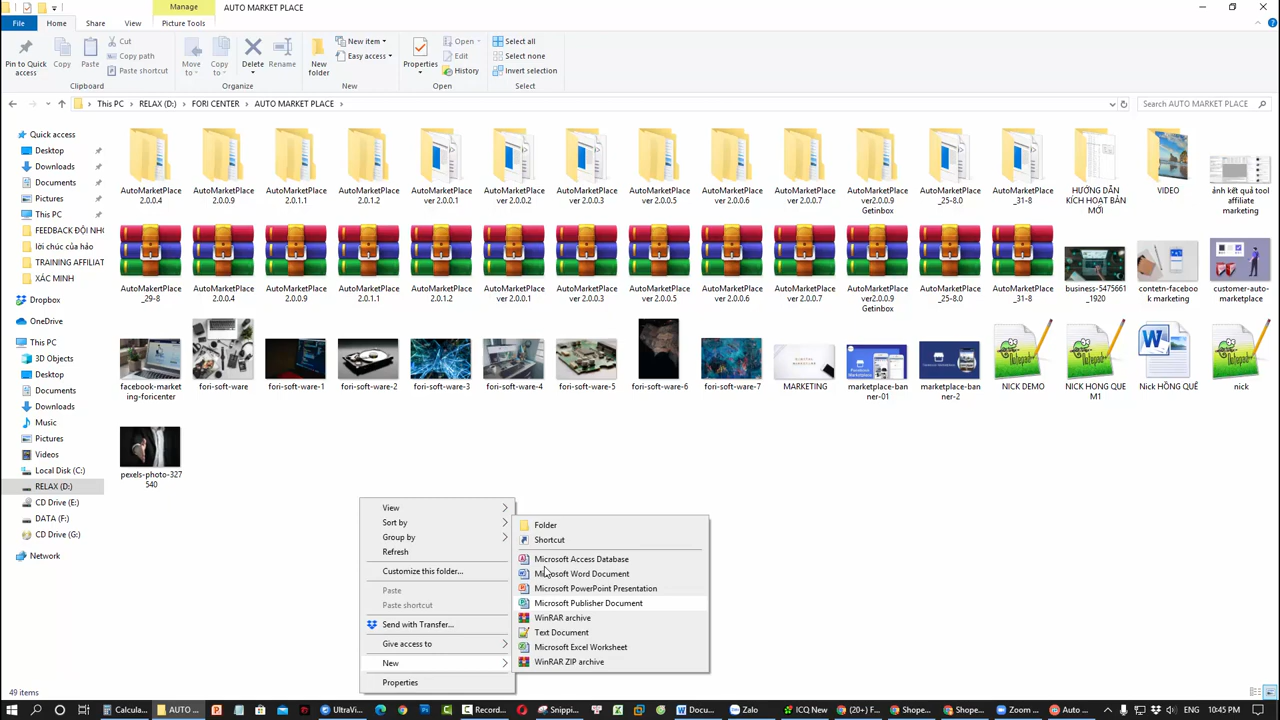 Manage
AUTO MARKET PLACE
File
Home
Share
View
Picture Tools
Pin to Quick access
Copy
Paste
Cut
Copy path
Paste shortcut
Clipboard
Move to
Copy to
Delete
Rename
Organize
New folder
New item
Easy access
New
Properties
Open
Edit
History
Open
Select all
Select none
Invert selection
Select
This PC
RELAX (D:)
FORI CENTER
AUTO MARKET PLACE
Search AUTO MARKET PLACE
Quick access
Desktop
Downloads
Documents
Pictures
This PC
FEEDBACK ĐỘI NHÓ
lời chúc của hảo
TRAINING AFFILIAT
XÁC MINH
Dropbox
OneDrive
This PC
3D Objects
Desktop
Documents
Downloads
Music
Pictures
Videos
Local Disk (C:)
RELAX (D:)
CD Drive (E:)
DATA (F:)
CD Drive (G:)
Network
AutoMarketPlace 2.0.0.4
AutoMarketPlace 2.0.0.9
AutoMarketPlace 2.0.1.1
AutoMarketPlace 2.0.1.2
AutoMarketPlace ver 2.0.0.1
AutoMarketPlace ver 2.0.0.2
AutoMarketPlace ver 2.0.0.3
AutoMarketPlace ver 2.0.0.5
AutoMarketPlace ver 2.0.0.6
AutoMarketPlace ver 2.0.0.7
AutoMarketPlace ver2.0.0.9 Getinbox
AutoMarketPlace_25-8.0
AutoMarketPlace_31-8
HƯỚNG DẪN KÍCH HOẠT BẢN MỚI
VIDEO
ảnh kết quả tool affiliate marketing
AutoMakertPlace_29-8
AutoMarketPlace 2.0.0.4
AutoMarketPlace 2.0.0.9
AutoMarketPlace 2.0.1.1
AutoMarketPlace 2.0.1.2
AutoMarketPlace ver 2.0.0.1
AutoMarketPlace ver 2.0.0.3
AutoMarketPlace ver 2.0.0.5
AutoMarketPlace ver 2.0.0.6
AutoMarketPlace ver 2.0.0.7
AutoMarketPlace ver2.0.0.9 Getinbox
AutoMarketPlace_25-8.0
AutoMarketPlace_31-8
business-5475661_1920
contetn-facebook marketing
customer-auto-marketplace
facebook-marketing-foricenter
fori-soft-ware
fori-soft-ware-1
fori-soft-ware-2
fori-soft-ware-3
fori-soft-ware-4
fori-soft-ware-5
fori-soft-ware-6
fori-soft-ware-7
MARKETING
marketplace-banner-01
marketplace-banner-2
NICK DEMO
NICK HONG QUE M1
Nick HỒNG QUẾ
nick
pexels-photo-327540
View
Sort by
Group by
Refresh
Customize this folder...
Paste
Paste shortcut
Send with Transfer...
Give access to
New
Properties
Folder
Shortcut
Microsoft Access Database
Microsoft Word Document
Microsoft PowerPoint Presentation
Microsoft Publisher Document
WinRAR archive
Text Document
Microsoft Excel Worksheet
WinRAR ZIP archive
49 items
Calcula...
AUTO ...
UltraVi...
Record...
Snippi...
Docu...
Zalo
ICQ New
(20+) F...
Shope...
Shope...
Zoom ...
Auto ...
10:45 PM